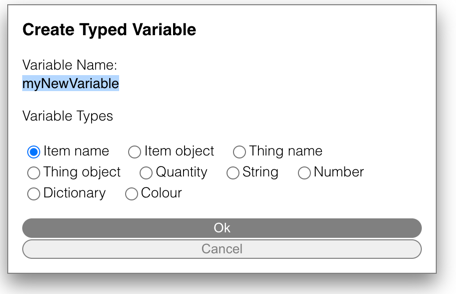 Create Typed Variable
Variable Name:
myNewVariable
Variable Types
Item name Item object Thing name
Thing object Quantity String Number
Dictionary Colour
Ok
Cancel